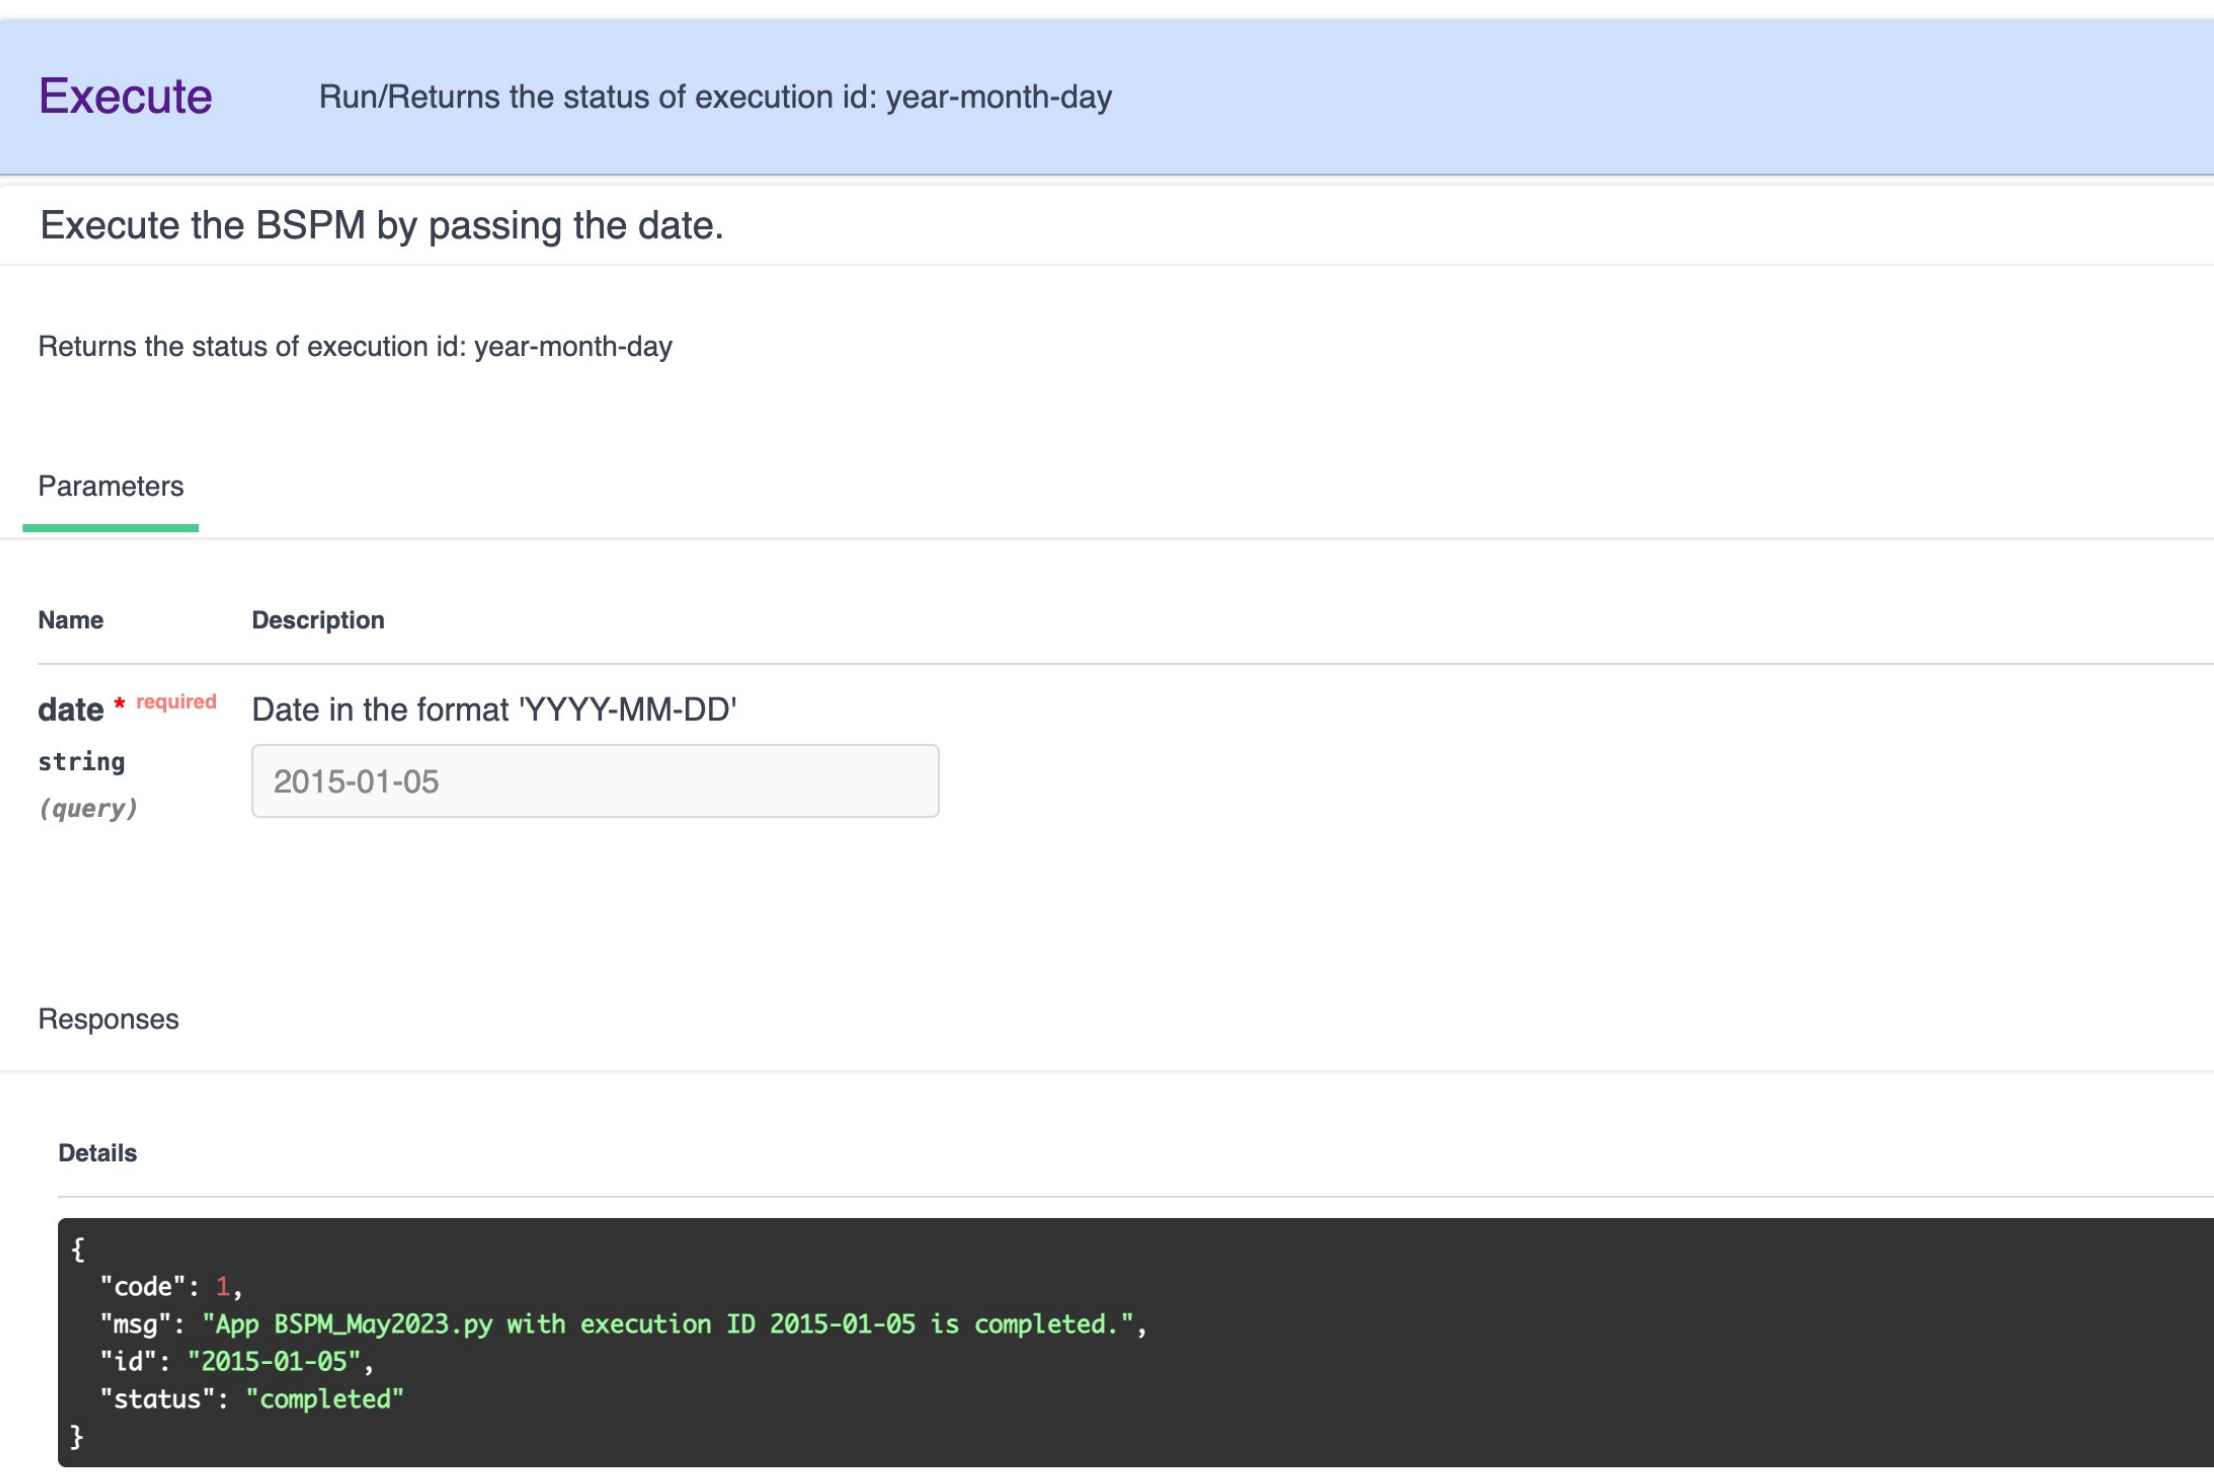 Execute Run/Returns the status of execution id: year-month-day
Execute the BSPM by passing the date.
Returns the status of execution id: year-month-day
Parameters
Name Description
date * required Date in the format 'YYYY-MM-DD'
string 2015-01-05
(query)
Responses
Details
{
  "code": 1,
  "msg": "App BSPM_May2023.py with execution ID 2015-01-05 is completed.",
  "id": "2015-01-05",
  "status": "completed"
}